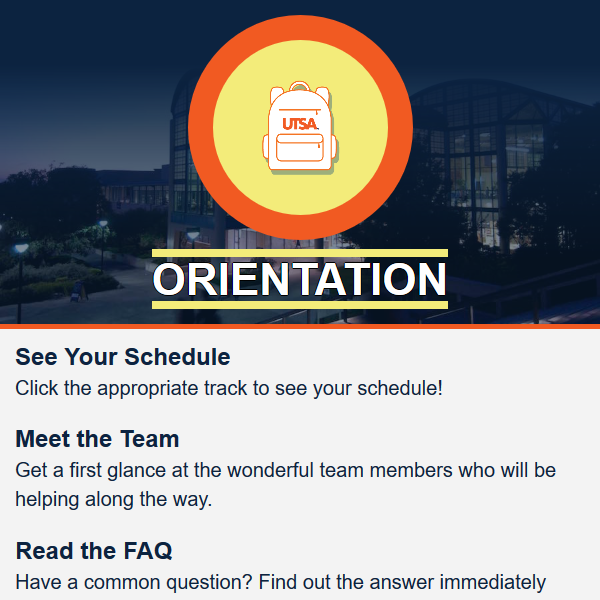 UTSA
ORIENTATION
See Your Schedule
Click the appropriate track to see your schedule!
Meet the Team
Get a first glance at the wonderful team members who will be
helping along the way.
Read the FAQ
Have a common question? Find out the answer immediately